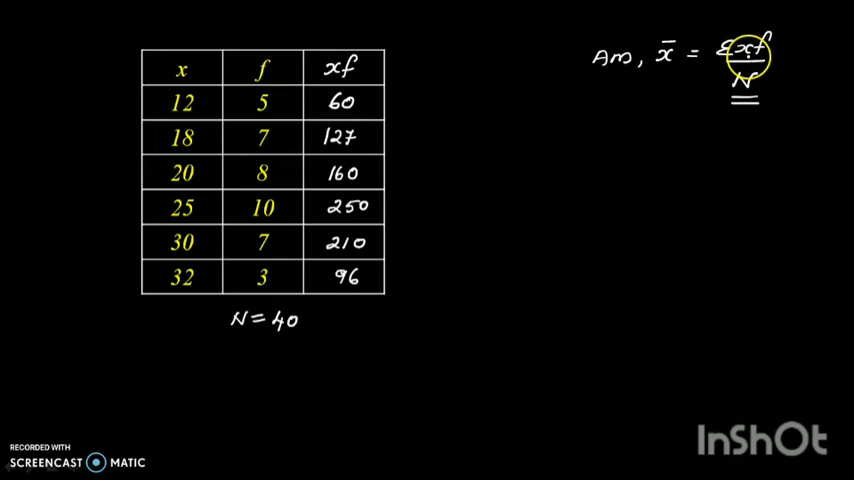 x f xf
12 5 60
18 7 127
20 8 160
25 10 250
30 7 210
32 3 96
N = 40
Am, x̄ = Σxf / N
RECORDED WITH
SCREENCAST MATIC
InShOt